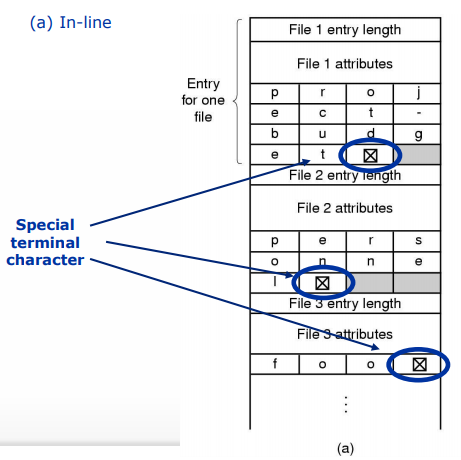 (a) In-line
File 1 entry length
File 1 attributes
Entry
for one
file
p r o j
e c t -
b u d g
e t ☒
File 2 entry length
File 2 attributes
Special
terminal
character
p e r s
o n n e
l ☒
File 3 entry length
File 3 attributes
f o o ☒
⋮
(a)